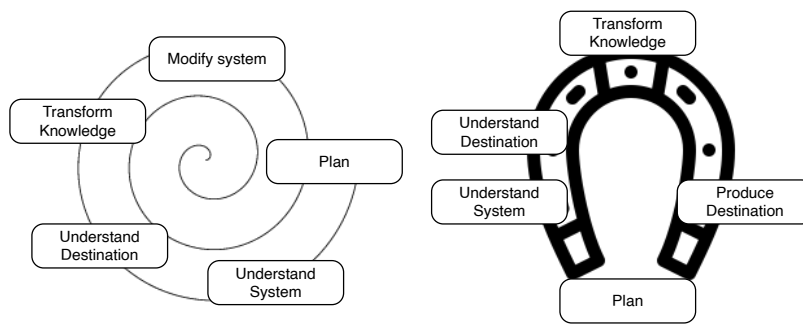 Modify system
Transform
Knowledge
Plan
Understand
Destination
Understand
System
Transform
Knowledge
Understand
Destination
Understand
System
Produce
Destination
Plan